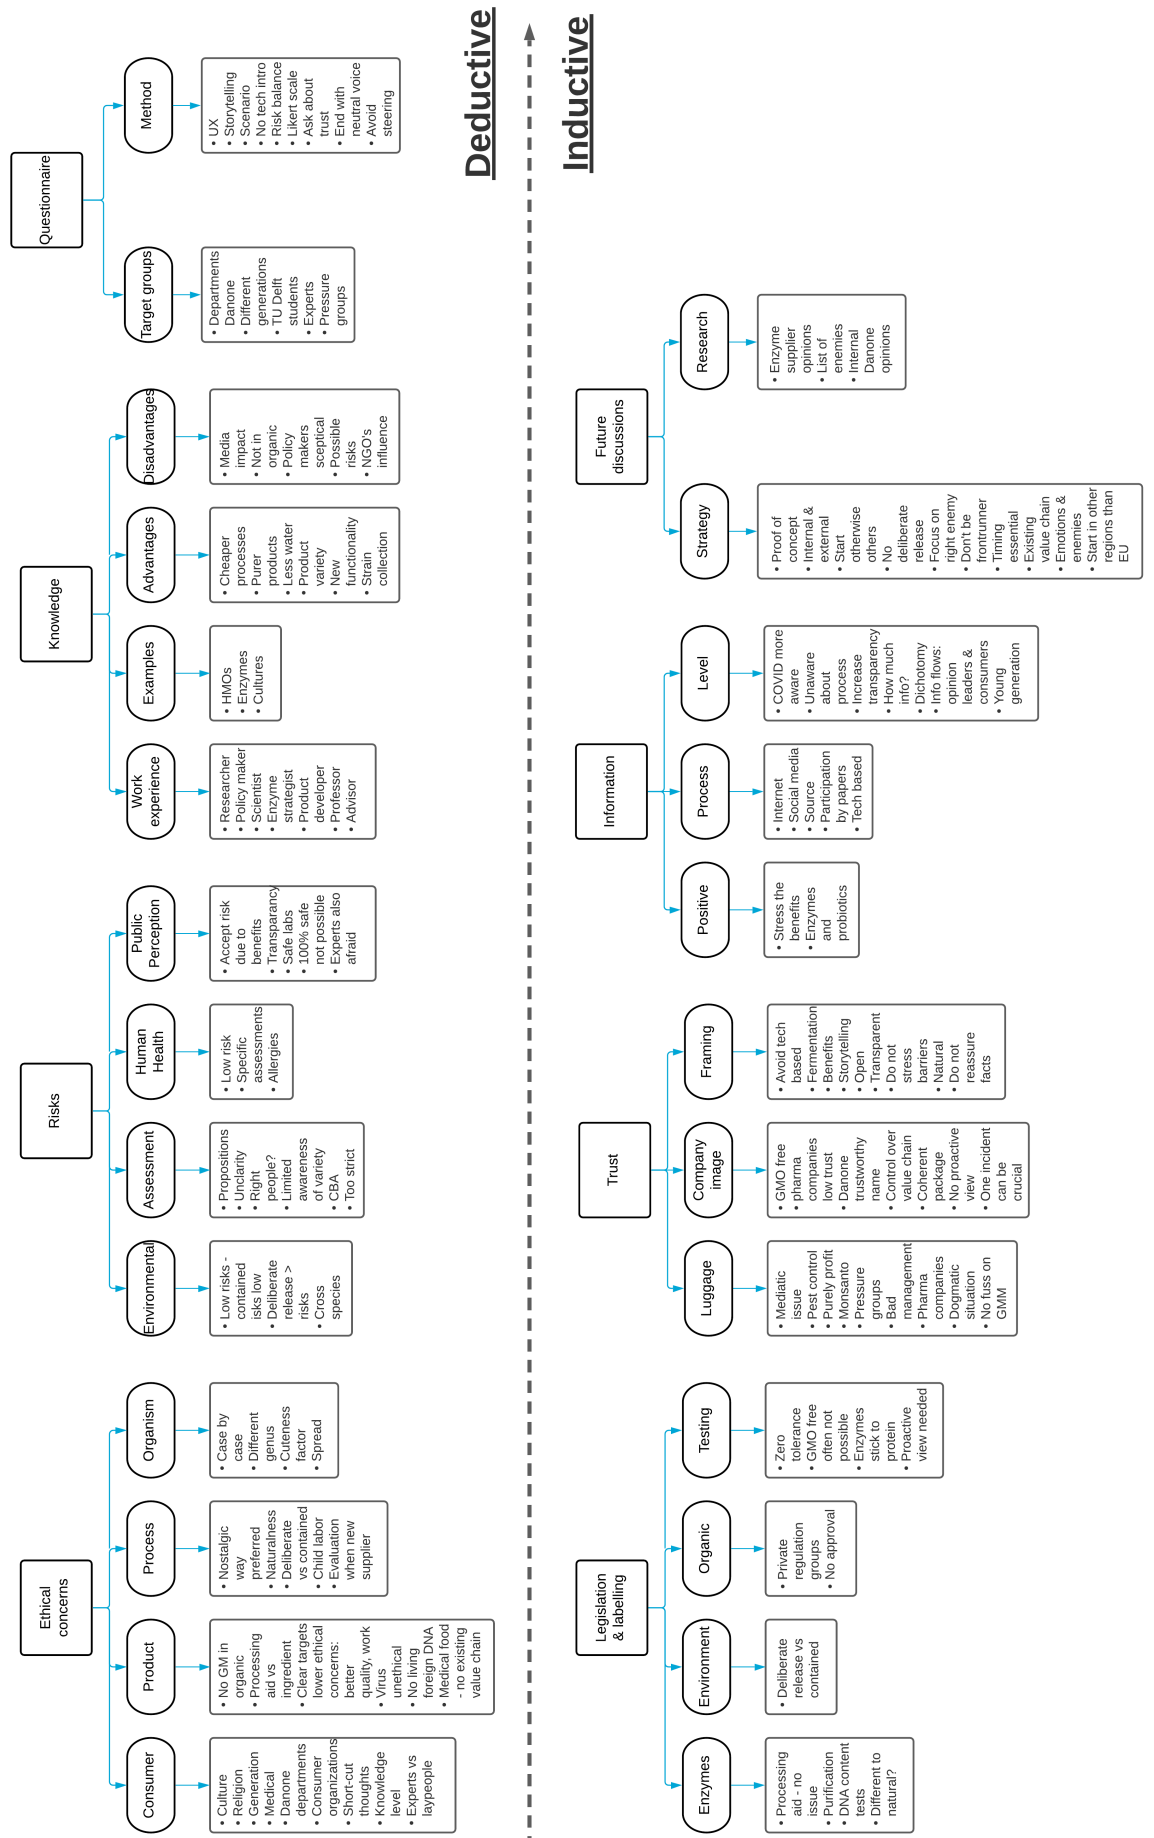 Ethical
concerns
Consumer
• Culture
• Religion
• Generation
• Medical
• Danone
departments
• Consumer
organizations
• Short-cut
thoughts
• Knowledge
level
• Experts vs
laypeople
Product
• No GM in
organic
• Processing
aid vs
ingredient
• Clear targets
lower ethical
concerns:
better
quality, work
• Virus
unethical
• No living
foreign DNA
• Medical food
- no existing
value chain
Process
• Nostalgic
way
preferred
• Naturalness
• Deliberate
vs contained
• Child labor
• Evaluation
when new
supplier
Organism
• Case by
case
• Different
genus
• Cuteness
factor
• Spread
Risks
Environmental
• Low risks -
contained
isks low
• Deliberate
release >
risks
• Cross
species
Assessment
• Propositions
• Unclarity
• Right
people?
• Limited
awareness
of variety
• CBA
• Too strict
Human
Health
• Low risk
• Specific
assessments
• Allergies
Public
Perception
• Accept risk
due to
benefits
• Transparancy
• Safe labs
• 100% safe
not possible
• Experts also
afraid
Knowledge
Work
experience
• Researcher
• Policy maker
• Scientist
• Enzyme
strategist
• Product
developer
• Professor
• Advisor
Examples
• HMOs
• Enzymes
• Cultures
Advantages
• Cheaper
processes
• Purer
products
• Less water
• Product
variety
• New
functionality
• Strain
collection
Disadvantages
• Media
impact
• Not in
organic
• Policy
makers
sceptical
• Possible
risks
• NGO's
influence
Questionnaire
Target groups
• Departments
Danone
• Different
generations
• TU Delft
students
• Experts
• Pressure
groups
Method
• UX
• Storytelling
• Scenario
• No tech intro
• Risk balance
• Likert scale
• Ask about
trust
• End with
neutral voice
• Avoid
steering
Deductive
Inductive
Legislation
& labelling
Enzymes
• Processing
aid - no
issue
• Purification
• DNA content
tests
• Different to
natural?
Environment
• Deliberate
release vs
contained
Organic
• Private
regulation
groups
• No approval
Testing
• Zero
tolerance
• GMO free
often not
possible
• Enzymes
stick to
protein
• Proactive
view needed
Trust
Luggage
• Mediatic
issue
• Pest control
• Purely profit
• Monsanto
• Pressure
groups
• Bad
management
• Pharma
companies
• Dogmatic
situation
• No fuss on
GMM
Company
image
• GMO free
• pharma
companies
low trust
• Danone
trustworthy
name
• Control over
value chain
• Coherent
package
• No proactive
view
• One incident
can be
crucial
Framing
• Avoid tech
based
• Fermentation
• Benefits
• Storytelling
• Open
• Transparent
• Do not
stress
barriers
• Natural
• Do not
reassure
facts
Information
Positive
• Stress the
benefits
• Enzymes
and
probiotics
Process
• Internet
• Social media
• Source
• Participation
by papers
• Tech based
Level
• COVID more
aware
• Unaware
about
process
• Increase
transparency
• How much
info?
• Dichotomy
• Info flows:
opinion
leaders &
consumers
• Young
generation
Future
discussions
Strategy
• Proof of
concept
• Internal &
external
• Start
otherwise
others
• No
deliberate
release
• Focus on
right enemy
• Don't be
frontrunner
• Timing
essential
• Existing
value chain
• Emotions &
enemies
• Start in other
regions than
EU
Research
• Enzyme
supplier
opinions
• List of
enemies
• Internal
Danone
opinions